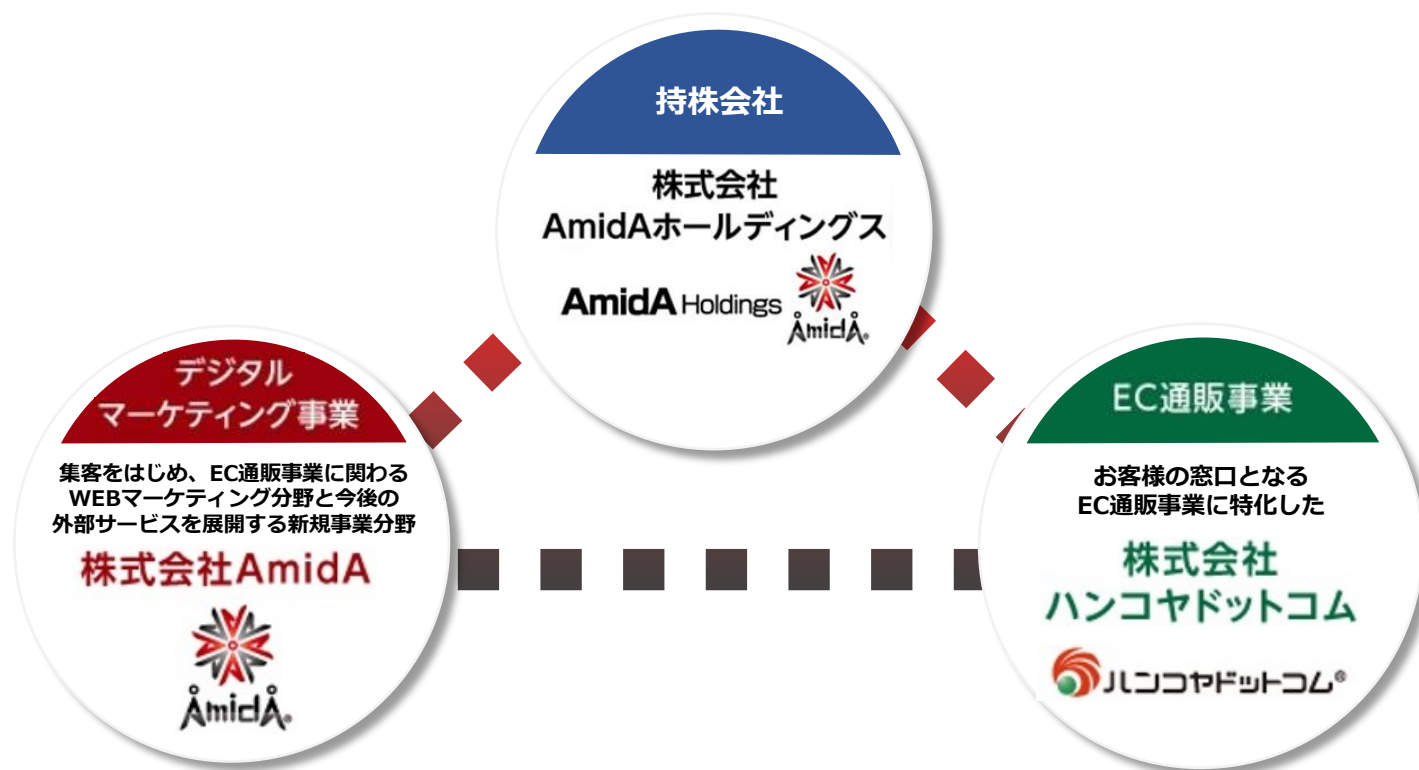 持株会社
株式会社
AmidAホールディングス
AmidA Holdings
ÅmidÅ®
デジタル
マーケティング事業
集客をはじめ、EC通販事業に関わる
WEBマーケティング分野と今後の
外部サービスを展開する新規事業分野
株式会社AmidA
ÅmidÅ®
EC通販事業
お客様の窓口となる
EC通販事業に特化した
株式会社
ハンコヤドットコム
ハンコヤドットコム®